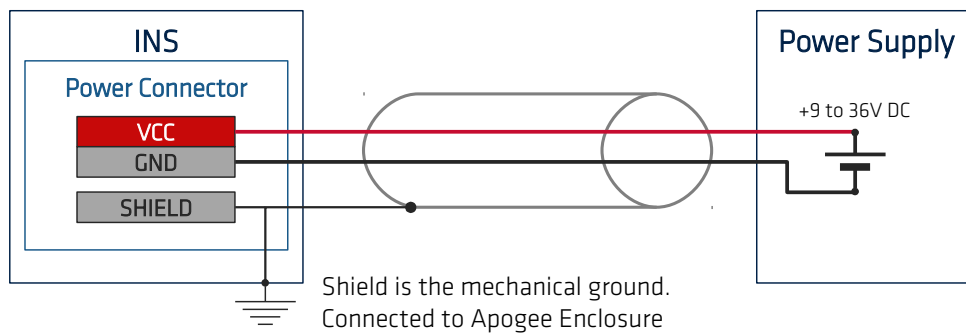 INS
Power Connector
VCC
GND
SHIELD
Power Supply
+9 to 36V DC
Shield is the mechanical ground.
Connected to Apogee Enclosure